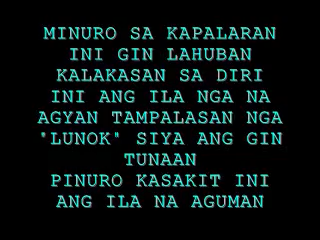 MINURO SA KAPALARAN
INI GIN LAHUBAN
KALAKASAN SA DIRI
INI ANG ILA NGA NA
AGYAN TAMPALASAN NGA
"LUNOK" SIYA ANG GIN
TUNAAN
PINURO KASAKIT INI
ANG ILA NA AGUMAN